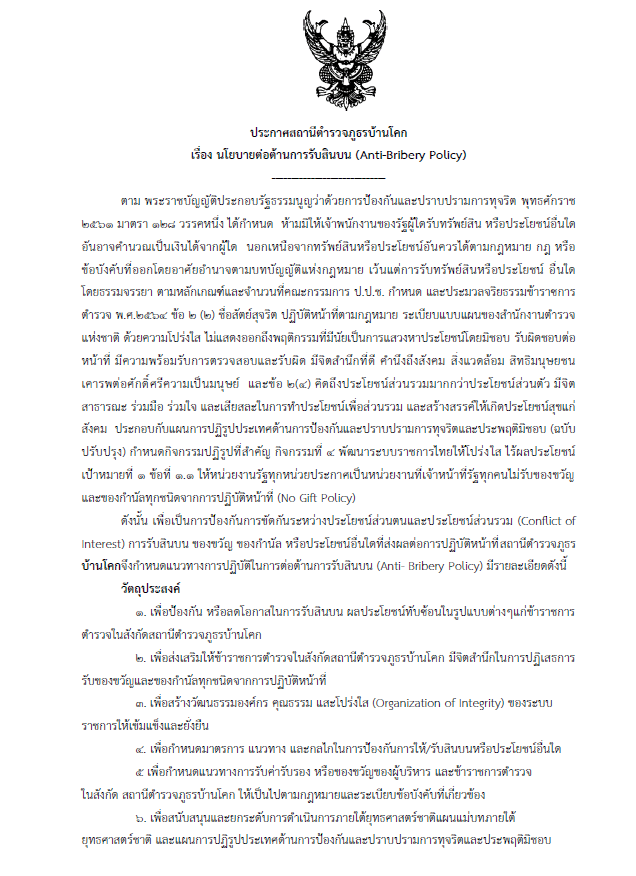 ประกาศสถานีตำรวจภูธรบ้านโคก
เรื่อง นโยบายต่อต้านการรับสินบน (Anti-Bribery Policy)
ตาม พระราชบัญญัติประกอบรัฐธรรมนูญว่าด้วยการป้องกันและปราบปรามการทุจริต พุทธศักราช
๒๕๖๑ มาตรา ๑๒๘ วรรคหนึ่ง ได้กำหนด ห้ามมิให้เจ้าพนักงานของรัฐผู้ใดรับทรัพย์สิน หรือประโยชน์อื่นใด
อันอาจคำนวณเป็นเงินได้จากผู้ใด นอกเหนือจากทรัพย์สินหรือประโยชน์อันควรได้ตามกฎหมาย กฎ หรือ
ข้อบังคับที่ออกโดยอาศัยอำนาจตามบทบัญญัติแห่งกฎหมาย เว้นแต่การรับทรัพย์สินหรือประโยชน์ อื่นใด
โดยธรรมจรรยา ตามหลักเกณฑ์และจำนวนที่คณะกรรมการ ป.ป.ช. กำหนด และประมวลจริยธรรมข้าราชการ
ตำรวจ พ.ศ.๒๕๖๔ ข้อ ๒ (๒) ซื่อสัตย์สุจริต ปฏิบัติหน้าที่ตามกฎหมาย ระเบียบแบบแผนของสำนักงานตำรวจ
แห่งชาติ ด้วยความโปร่งใส ไม่แสดงออกถึงพฤติกรรมที่มีนัยเป็นการแสวงหาประโยชน์โดยมิชอบ รับผิดชอบต่อ
หน้าที่ มีความพร้อมรับการตรวจสอบและรับผิด มีจิตสำนึกที่ดี คำนึงถึงสังคม สิ่งแวดล้อม สิทธิมนุษยชน
เคารพต่อศักดิ์ศรีความเป็นมนุษย์ และข้อ ๒(๔) คิดถึงประโยชน์ส่วนรวมมากกว่าประโยชน์ส่วนตัว มีจิต
สาธารณะ ร่วมมือ ร่วมใจ และเสียสละในการทำประโยชน์เพื่อส่วนรวม และสร้างสรรค์ให้เกิดประโยชน์สุขแก่
สังคม ประกอบกับแผนการปฏิรูปประเทศด้านการป้องกันและปราบปรามการทุจริตและประพฤติมิชอบ (ฉบับ
ปรับปรุง) กำหนดกิจกรรมปฏิรูปที่สำคัญ กิจกรรมที่ ๔ พัฒนาระบบราชการไทยให้โปร่งใส ไร้ผลประโยชน์
เป้าหมายที่ ๑ ข้อที่ ๑.๑ ให้หน่วยงานรัฐทุกหน่วยประกาศเป็นหน่วยงานที่เจ้าหน้าที่รัฐทุกคนไม่รับของขวัญ
และของกำนัลทุกชนิดจากการปฏิบัติหน้าที่ (No Gift Policy)
ดังนั้น เพื่อเป็นการป้องกันการขัดกันระหว่างประโยชน์ส่วนตนและประโยชน์ส่วนรวม (Conflict of
Interest) การรับสินบน ของขวัญ ของกำนัล หรือประโยชน์อื่นใดที่ส่งผลต่อการปฏิบัติหน้าที่สถานีตำรวจภูธร
บ้านโคกจึงกำหนดแนวทางการปฏิบัติในการต่อต้านการรับสินบน (Anti- Bribery Policy) มีรายละเอียดดังนี้
วัตถุประสงค์
๑. เพื่อป้องกัน หรือลดโอกาสในการรับสินบน ผลประโยชน์ทับซ้อนในรูปแบบต่างๆแก่ข้าราชการ
ตำรวจในสังกัดสถานีตำรวจภูธรบ้านโคก
๒. เพื่อส่งเสริมให้ข้าราชการตำรวจในสังกัดสถานีตำรวจภูธรบ้านโคก มีจิตสำนึกในการปฏิเสธการ
รับของขวัญและของกำนัลทุกชนิดจากการปฏิบัติหน้าที่
๓. เพื่อสร้างวัฒนธรรมองค์กร คุณธรรม และโปร่งใส (Organization of Integrity) ของระบบ
ราชการให้เข้มแข็งและยั่งยืน
๔. เพื่อกำหนดมาตรการ แนวทาง และกลไกในการป้องกันการให้/รับสินบนหรือประโยชน์อื่นใด
๕ เพื่อกำหนดแนวทางการรับค่ารับรอง หรือของขวัญของผู้บริหาร และข้าราชการตำรวจ
ในสังกัด สถานีตำรวจภูธรบ้านโคก ให้เป็นไปตามกฎหมายและระเบียบข้อบังคับที่เกี่ยวข้อง
๖. เพื่อสนับสนุนและยกระดับการดำเนินการภายใต้ยุทธศาสตร์ชาติแผนแม่บทภายใต้
ยุทธศาสตร์ชาติ และแผนการปฏิรูปประเทศด้านการป้องกันและปราบปรามการทุจริตและประพฤติมิชอบ